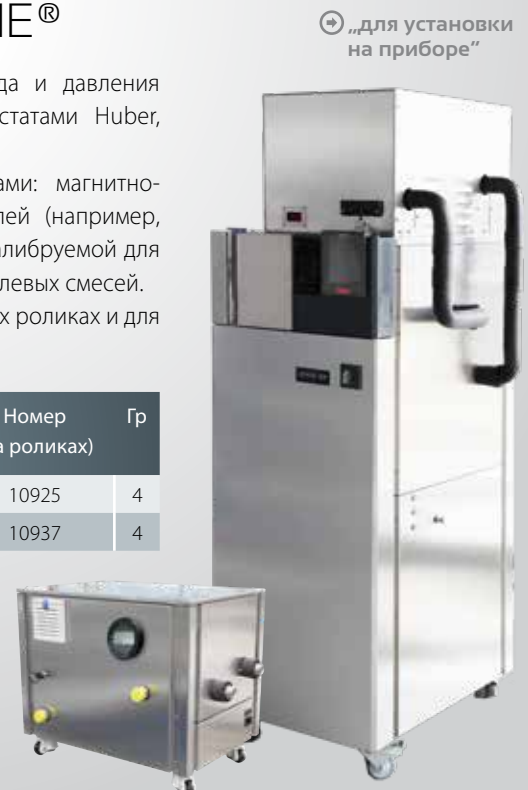 IE®
„для установки
на приборе”
да и давления
статами Huber,
ами: магнитно-
лей (например,
алибруемой для
левых смесей.
х роликах и для
Номер Гр
а роликах)
10925 4
10937 4